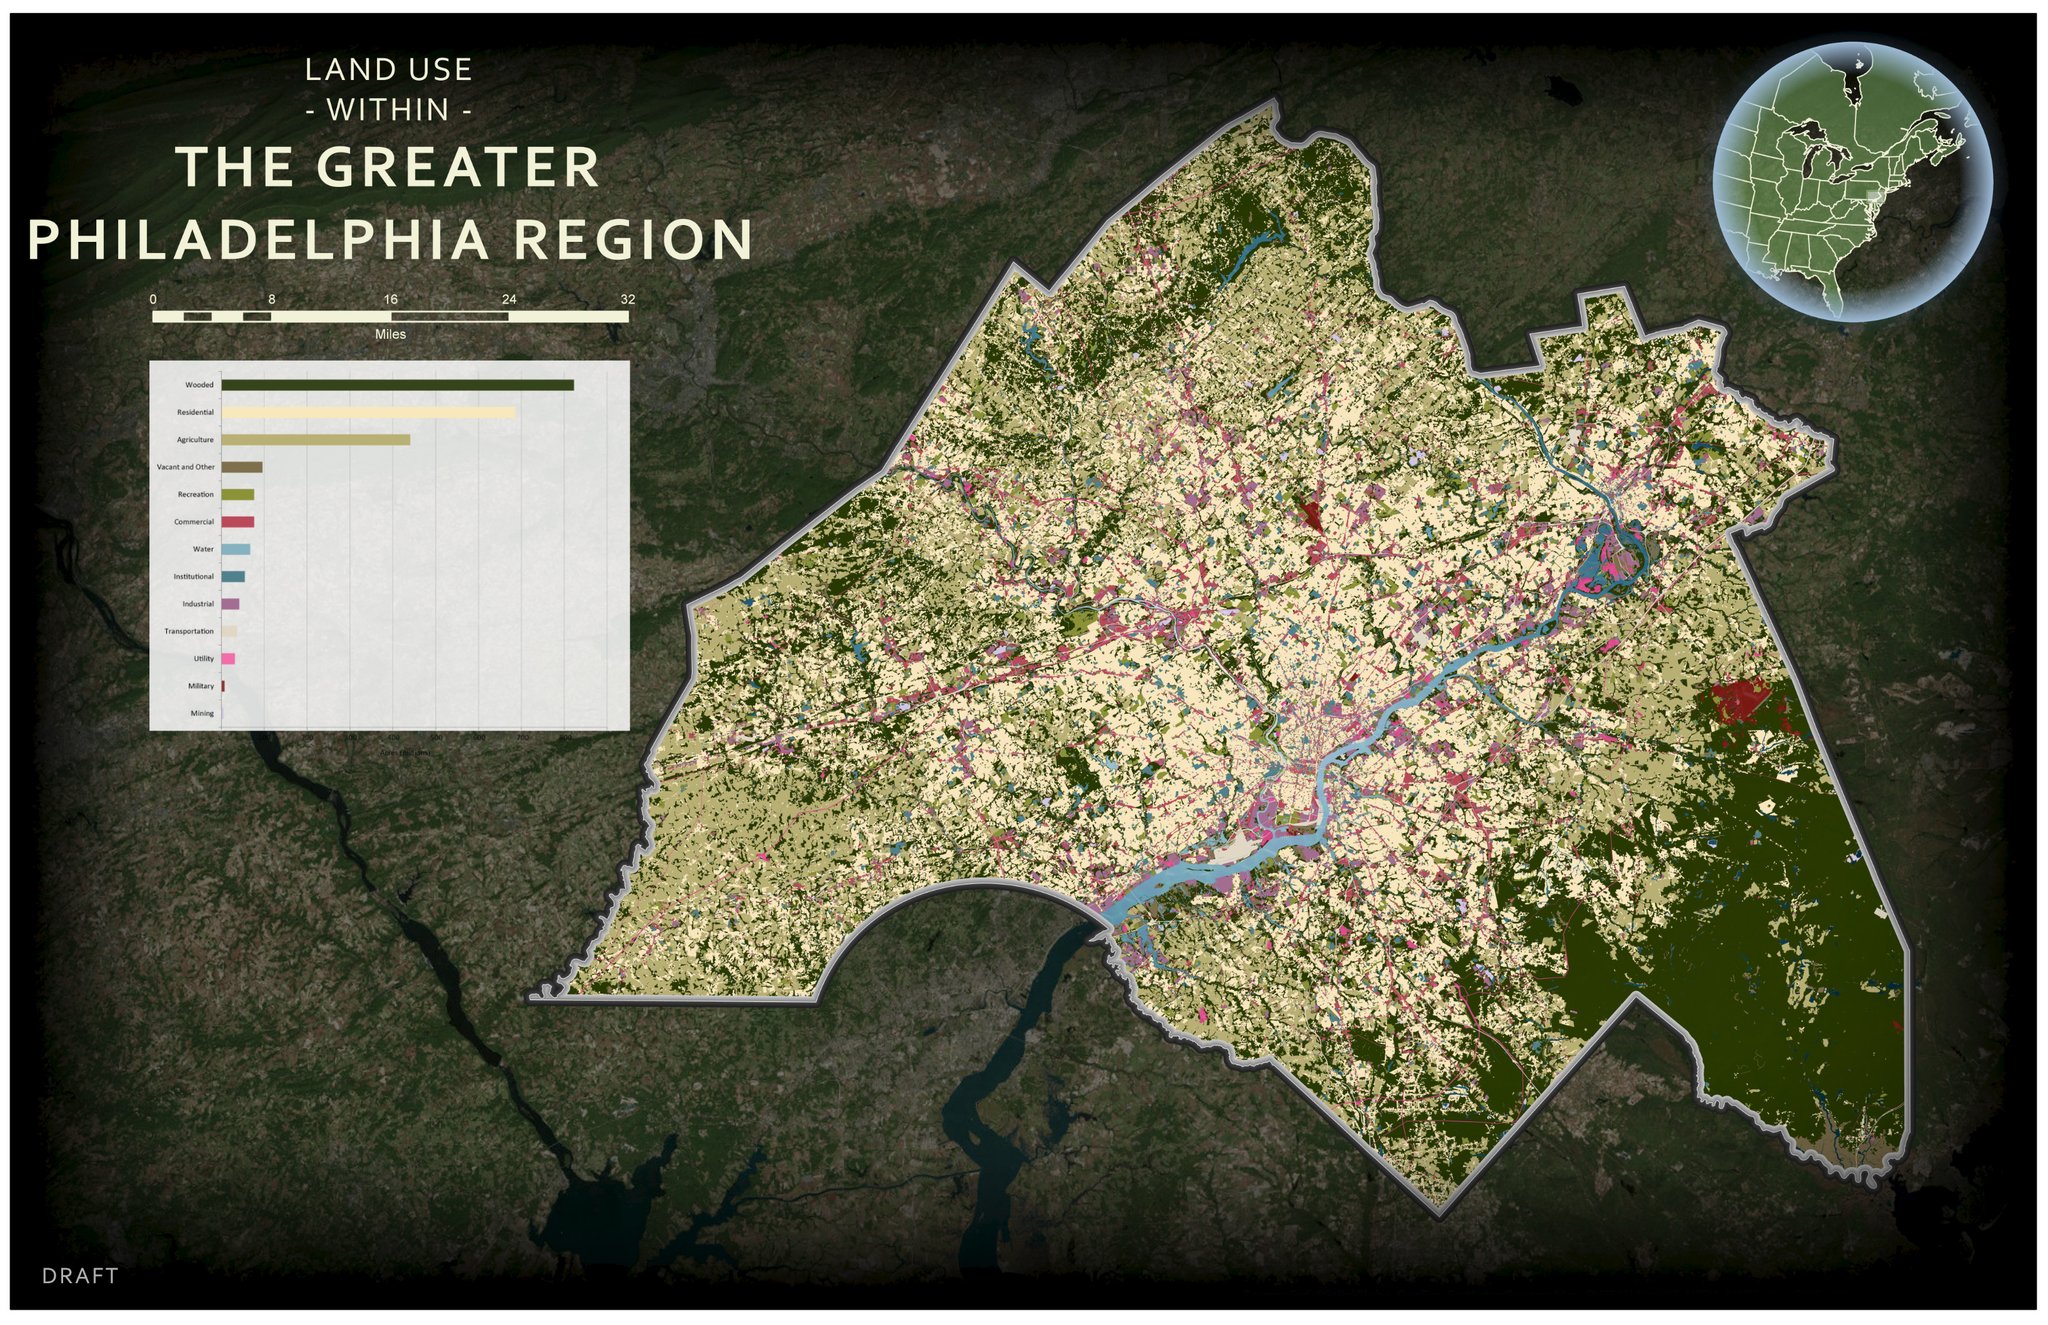 LAND USE
- WITHIN -
THE GREATER
PHILADELPHIA REGION
0 8 16 24 32
Miles
Wooded
Residential
Agriculture
Vacant and Other
Recreation
Commercial
Water
Institutional
Industrial
Transportation
Utility
Military
Mining
DRAFT